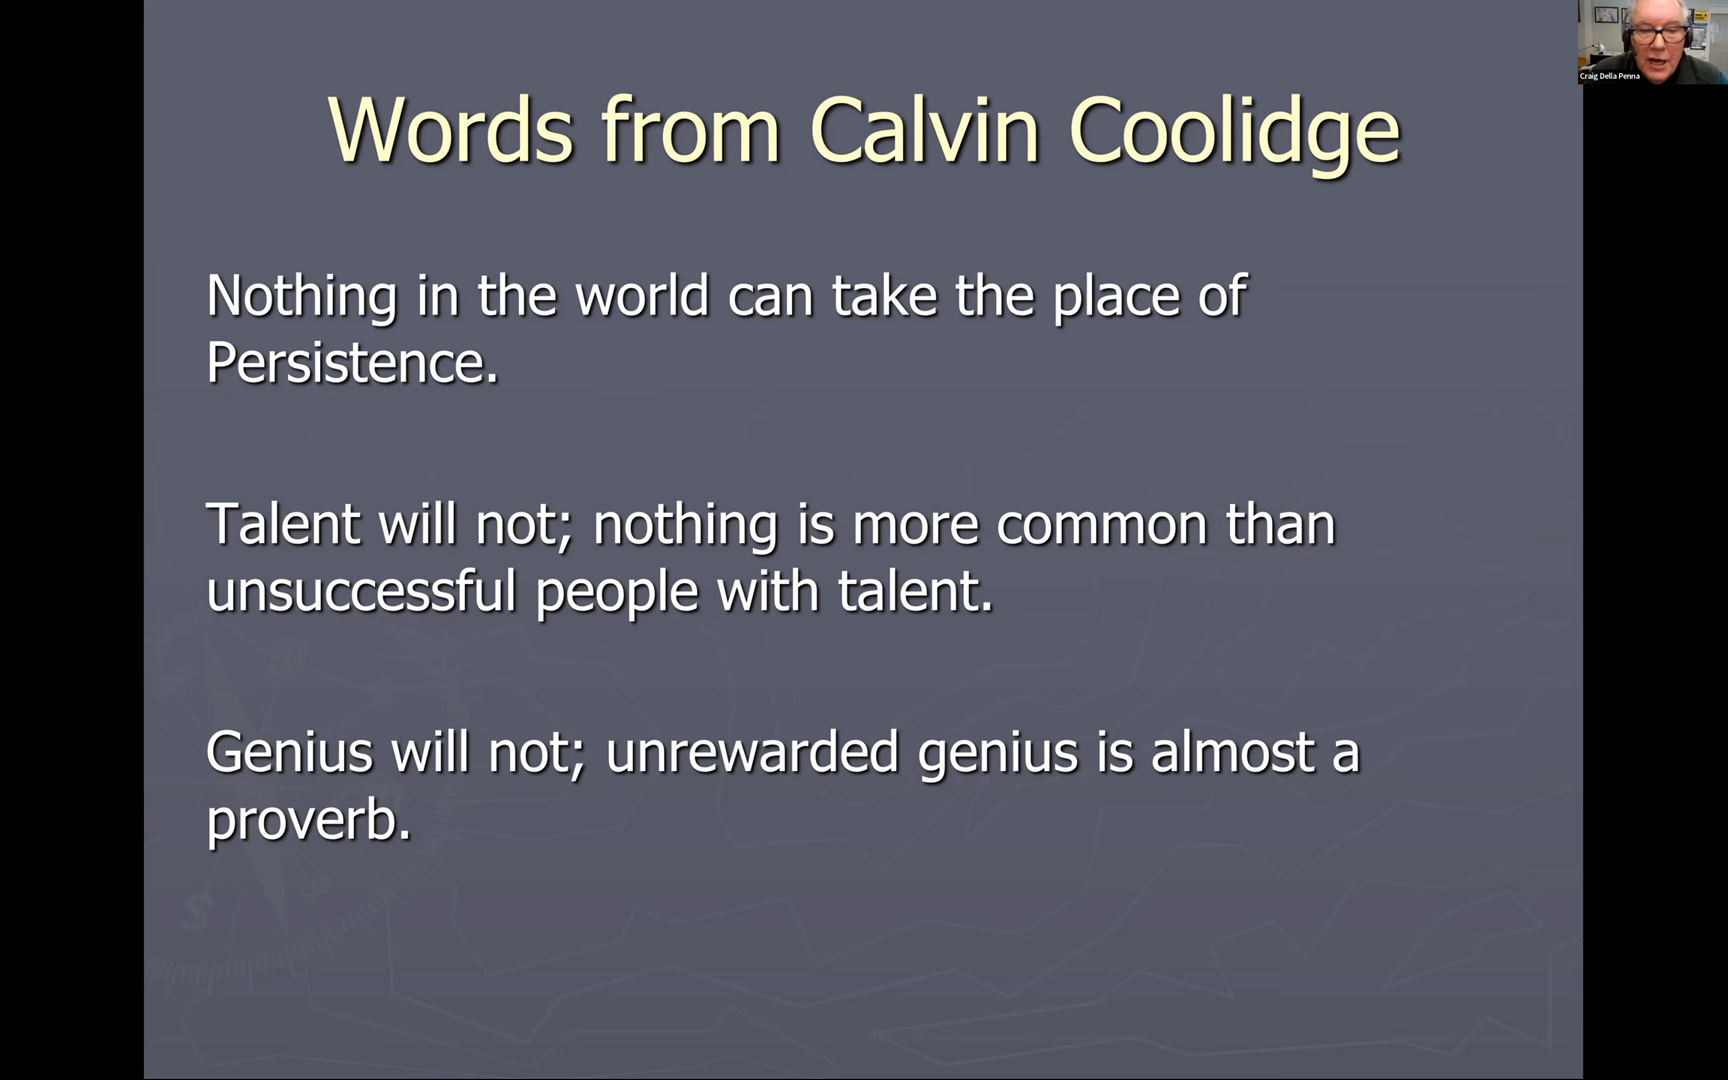 Words from Calvin Coolidge
Nothing in the world can take the place of
Persistence.
Talent will not; nothing is more common than
unsuccessful people with talent.
Genius will not; unrewarded genius is almost a
proverb.
Craig Della Penna